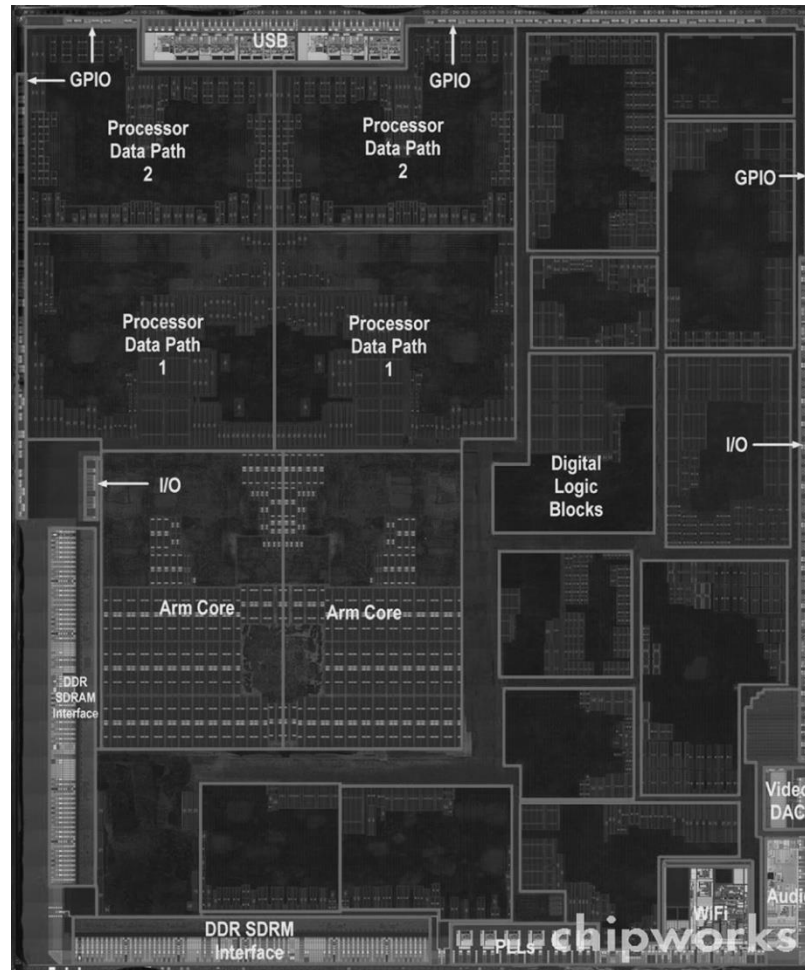 USB
GPIO
GPIO
Processor
Data Path
2
Processor
Data Path
2
GPIO
Processor
Data Path
1
Processor
Data Path
1
I/O
Digital
Logic
Blocks
I/O
Arm Core
Arm Core
DDR
SDRAM
Interface
Video
DAC
Audio
WiFi
DDR SDRM
Interface
PLLs
chipworks